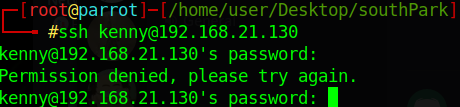 [root@parrot]─[/home/user/Desktop/southPark]
#ssh kenny@192.168.21.130
kenny@192.168.21.130's password:
Permission denied, please try again.
kenny@192.168.21.130's password: